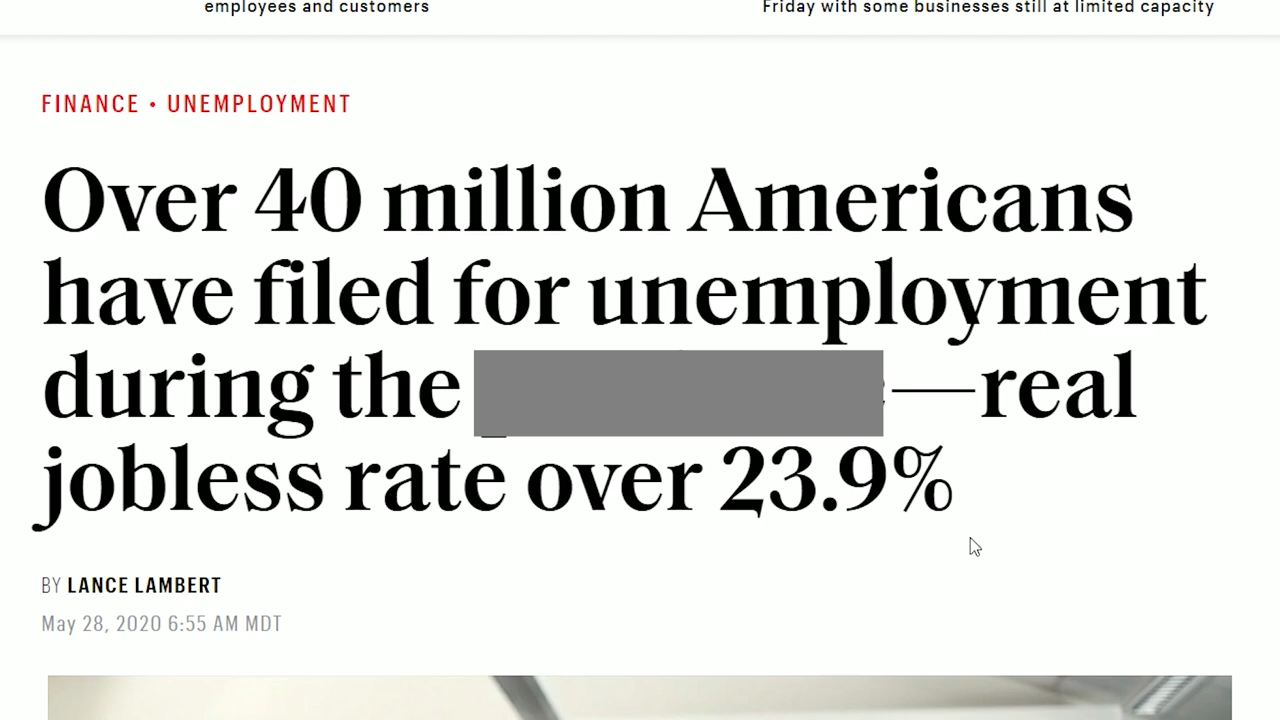 employees and customers
Friday with some businesses still at limited capacity
FINANCE • UNEMPLOYMENT
Over 40 million Americans
have filed for unemployment
during the —real
jobless rate over 23.9%
BY LANCE LAMBERT
May 28, 2020 6:55 AM MDT